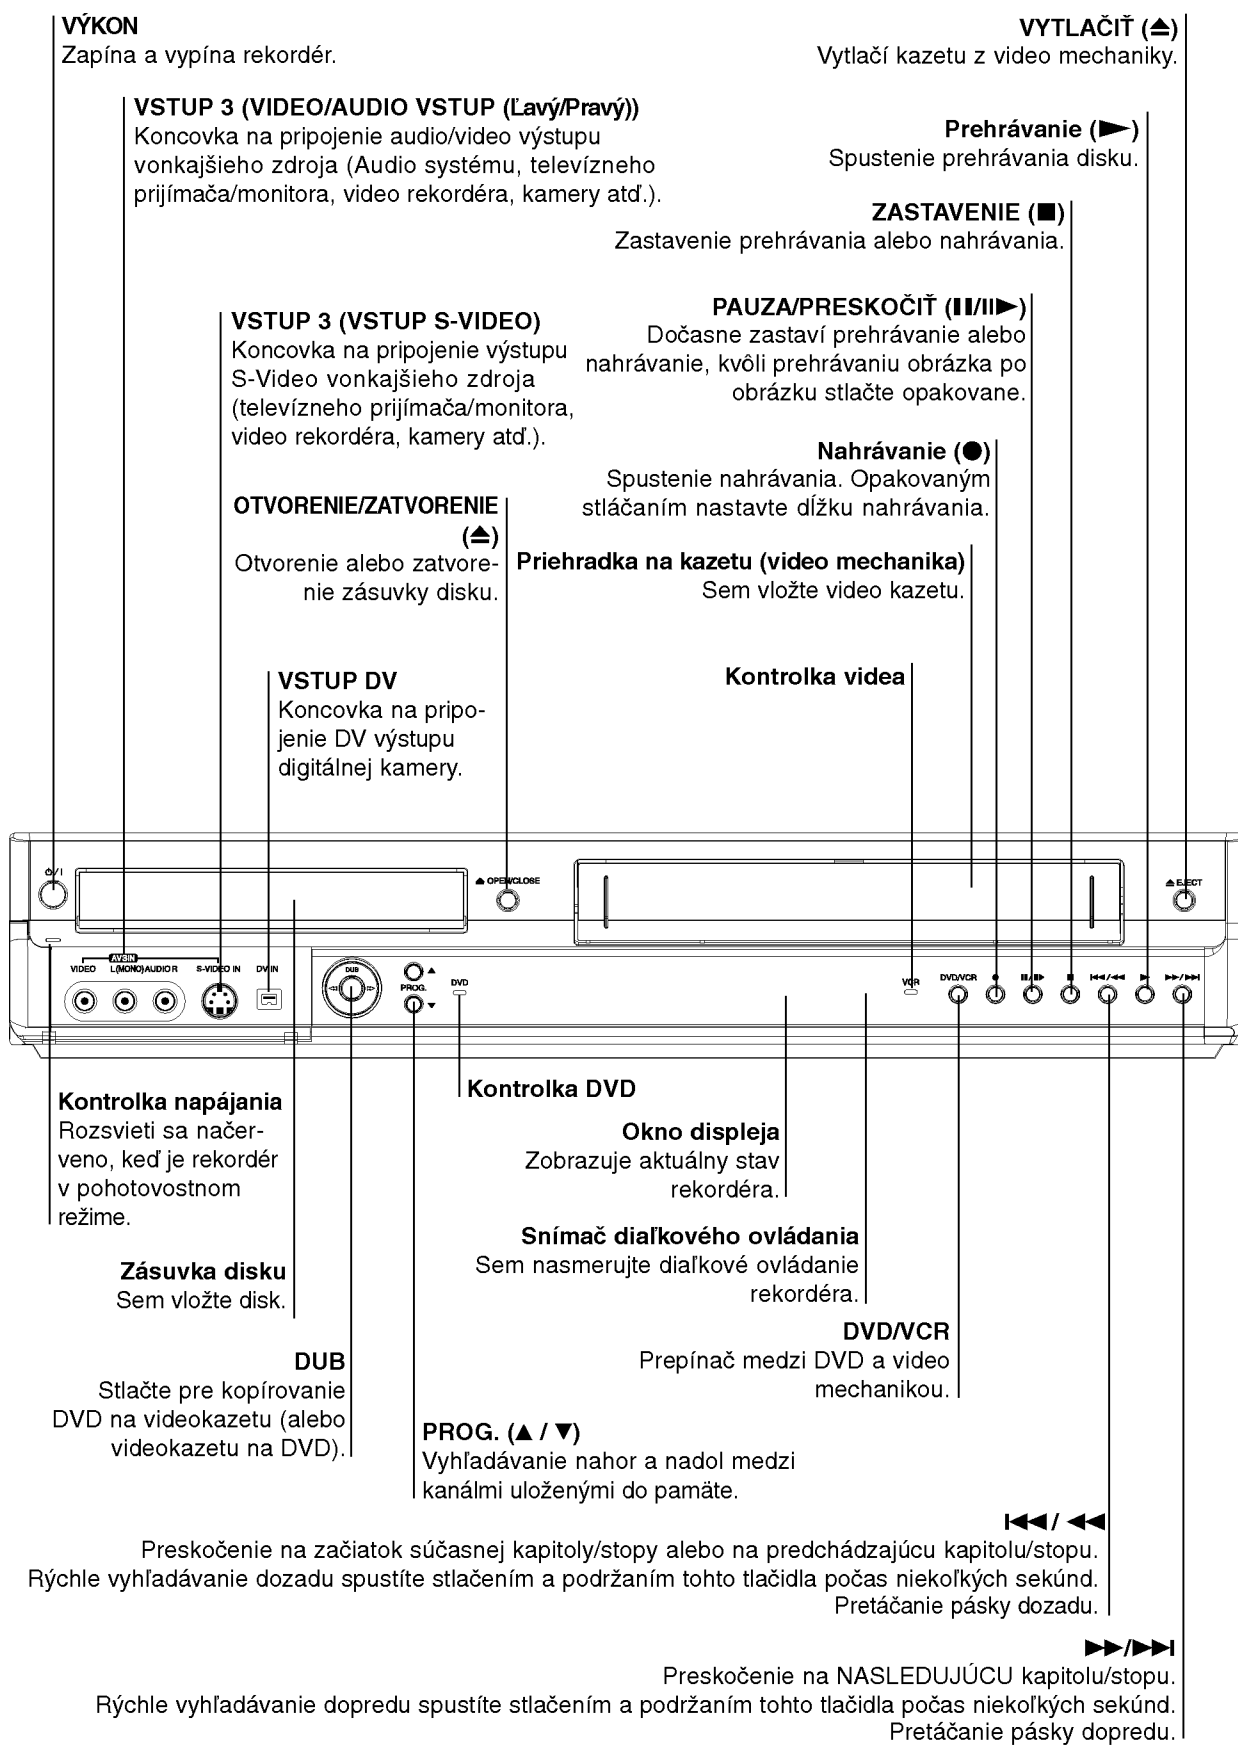 VÝKON
Zapína a vypína rekordér.
VYTLAČIŤ (⏏)
Vytlačí kazetu z video mechaniky.
VSTUP 3 (VIDEO/AUDIO VSTUP (Ľavý/Pravý))
Koncovka na pripojenie audio/video výstupu
vonkajšieho zdroja (Audio systému, televízneho
prijímača/monitora, video rekordéra, kamery atď.).
Prehrávanie (▶)
Spustenie prehrávania disku.
ZASTAVENIE (■)
Zastavenie prehrávania alebo nahrávania.
VSTUP 3 (VSTUP S-VIDEO)
Koncovka na pripojenie výstupu
S-Video vonkajšieho zdroja
(televízneho prijímača/monitora,
video rekordéra, kamery atď.).
PAUZA/PRESKOČIŤ (▮▮/II▶)
Dočasne zastaví prehrávanie alebo
nahrávanie, kvôli prehrávaniu obrázka po
obrázku stlačte opakovane.
Nahrávanie (●)
Spustenie nahrávania. Opakovaným
stláčaním nastavte dĺžku nahrávania.
OTVORENIE/ZATVORENIE
(⏏)
Otvorenie alebo zatvore-
nie zásuvky disku.
Priehradka na kazetu (video mechanika)
Sem vložte video kazetu.
VSTUP DV
Koncovka na pripo-
jenie DV výstupu
digitálnej kamery.
Kontrolka videa
⏻/I
⏏ OPEN/CLOSE
⏏ EJECT
AV3 IN
VIDEO L(MONO)AUDIO R S-VIDEO IN DV IN
DUB
PROG.
▲
▼
DVD
VCR
DVD/VCR ● ▮▮/II▶ ■ I◀◀/◀◀ ▶ ▶▶/▶▶I
Kontrolka napájania
Rozsvieti sa načer-
veno, keď je rekordér
v pohotovostnom
režime.
Kontrolka DVD
Okno displeja
Zobrazuje aktuálny stav
rekordéra.
Snímač diaľkového ovládania
Sem nasmerujte diaľkové ovládanie
rekordéra.
Zásuvka disku
Sem vložte disk.
DVD/VCR
Prepínač medzi DVD a video
mechanikou.
DUB
Stlačte pre kopírovanie
DVD na videokazetu (alebo
videokazetu na DVD).
PROG. (▲ / ▼)
Vyhľadávanie nahor a nadol medzi
kanálmi uloženými do pamäte.
I◀◀ / ◀◀
Preskočenie na začiatok súčasnej kapitoly/stopy alebo na predchádzajúcu kapitolu/stopu.
Rýchle vyhľadávanie dozadu spustíte stlačením a podržaním tohto tlačidla počas niekoľkých sekúnd.
Pretáčanie pásky dozadu.
▶▶/▶▶I
Preskočenie na NASLEDUJÚCU kapitolu/stopu.
Rýchle vyhľadávanie dopredu spustíte stlačením a podržaním tohto tlačidla počas niekoľkých sekúnd.
Pretáčanie pásky dopredu.